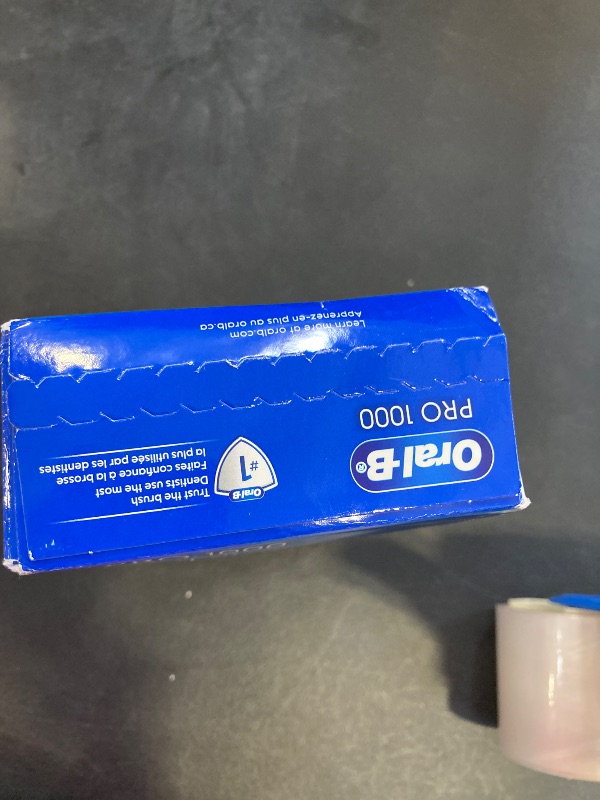 Oral-B®
PRO 1000
Oral-B
#1
Trust the brush
Dentists use the most
Faites confiance à la brosse
la plus utilisée par les dentistes
Learn more at oralb.com
Apprenez-en plus au oralb.ca